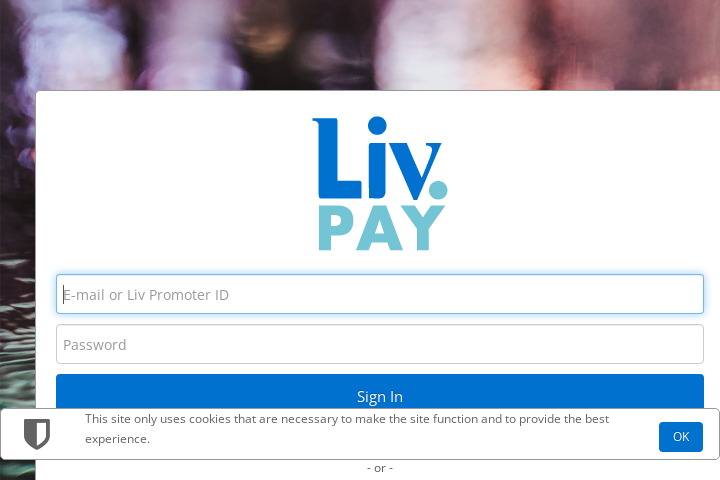 Liv.
PAY
E-mail or Liv Promoter ID
Password
Sign In
This site only uses cookies that are necessary to make the site function and to provide the best
experience.
OK
- or -